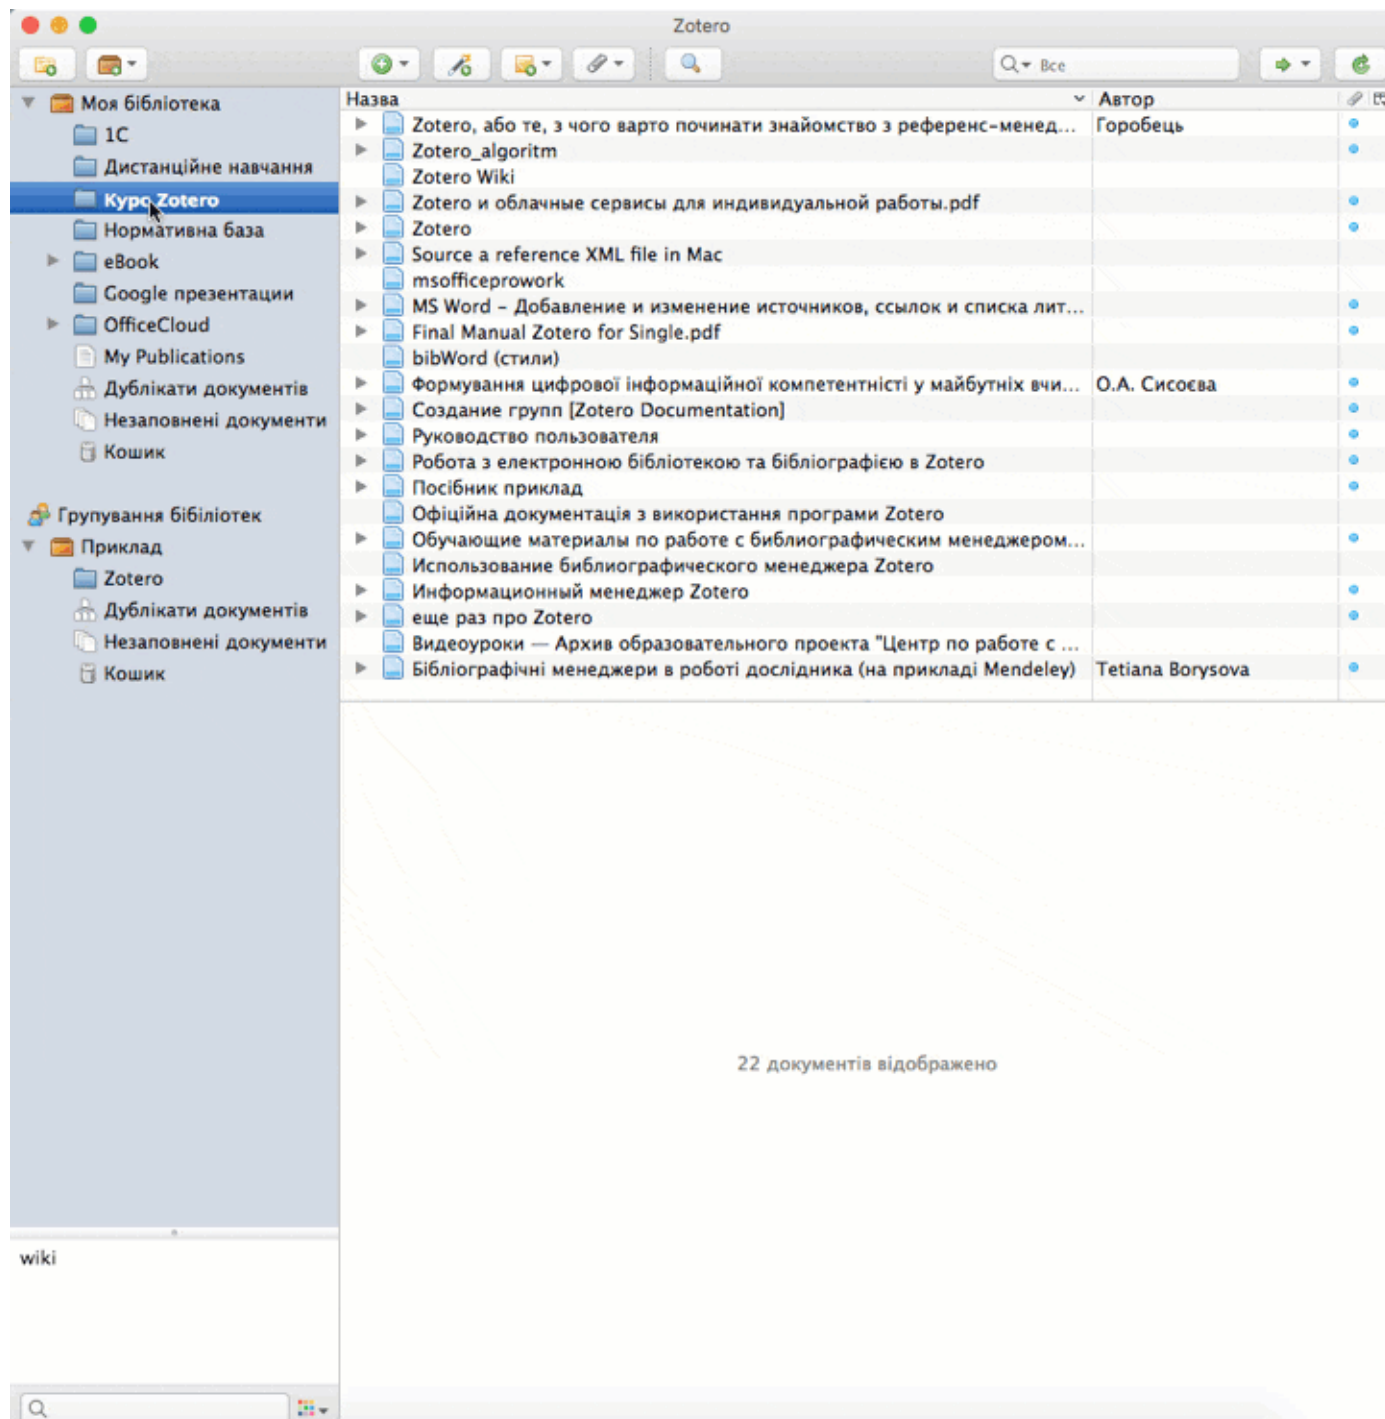 Zotero
Все
Моя бібліотека
1C
Дистанційне навчання
Курс Zotero
Нормативна база
eBook
Google презентации
OfficeCloud
My Publications
Дублікати документів
Незаповнені документи
Кошик
Групування бібіліотек
Приклад
Zotero
Дублікати документів
Незаповнені документи
Кошик
wiki
Назва Автор
Zotero, або те, з чого варто починати знайомство з референс-менед... Горобець
Zotero_algoritm
Zotero Wiki
Zotero и облачные сервисы для индивидуальной работы.pdf
Zotero
Source a reference XML file in Mac
msofficeprowork
MS Word – Добавление и изменение источников, ссылок и списка лит...
Final Manual Zotero for Single.pdf
bibWord (стили)
Формування цифрової інформаційної компетентністі у майбутніх вчи... О.А. Сисоєва
Создание групп [Zotero Documentation]
Руководство пользователя
Робота з електронною бібліотекою та бібліографією в Zotero
Посібник приклад
Офіційна документація з використання програми Zotero
Обучающие материалы по работе с библиографическим менеджером...
Использование библиографического менеджера Zotero
Информационный менеджер Zotero
еще раз про Zotero
Видеоуроки — Архив образовательного проекта "Центр по работе с ...
Бібліографічні менеджери в роботі дослідника (на прикладі Mendeley) Tetiana Borysova
22 документів відображено